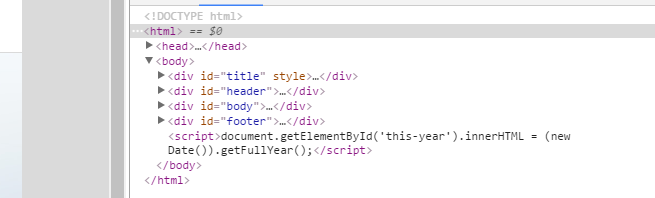 <!DOCTYPE html>
…<html> == $0
▶<head>…</head>
▼<body>
▶<div id="title" style>…</div>
▶<div id="header">…</div>
▶<div id="body">…</div>
▶<div id="footer">…</div>
<script>document.getElementById('this-year').innerHTML = (new
Date()).getFullYear();</script>
</body>
</html>